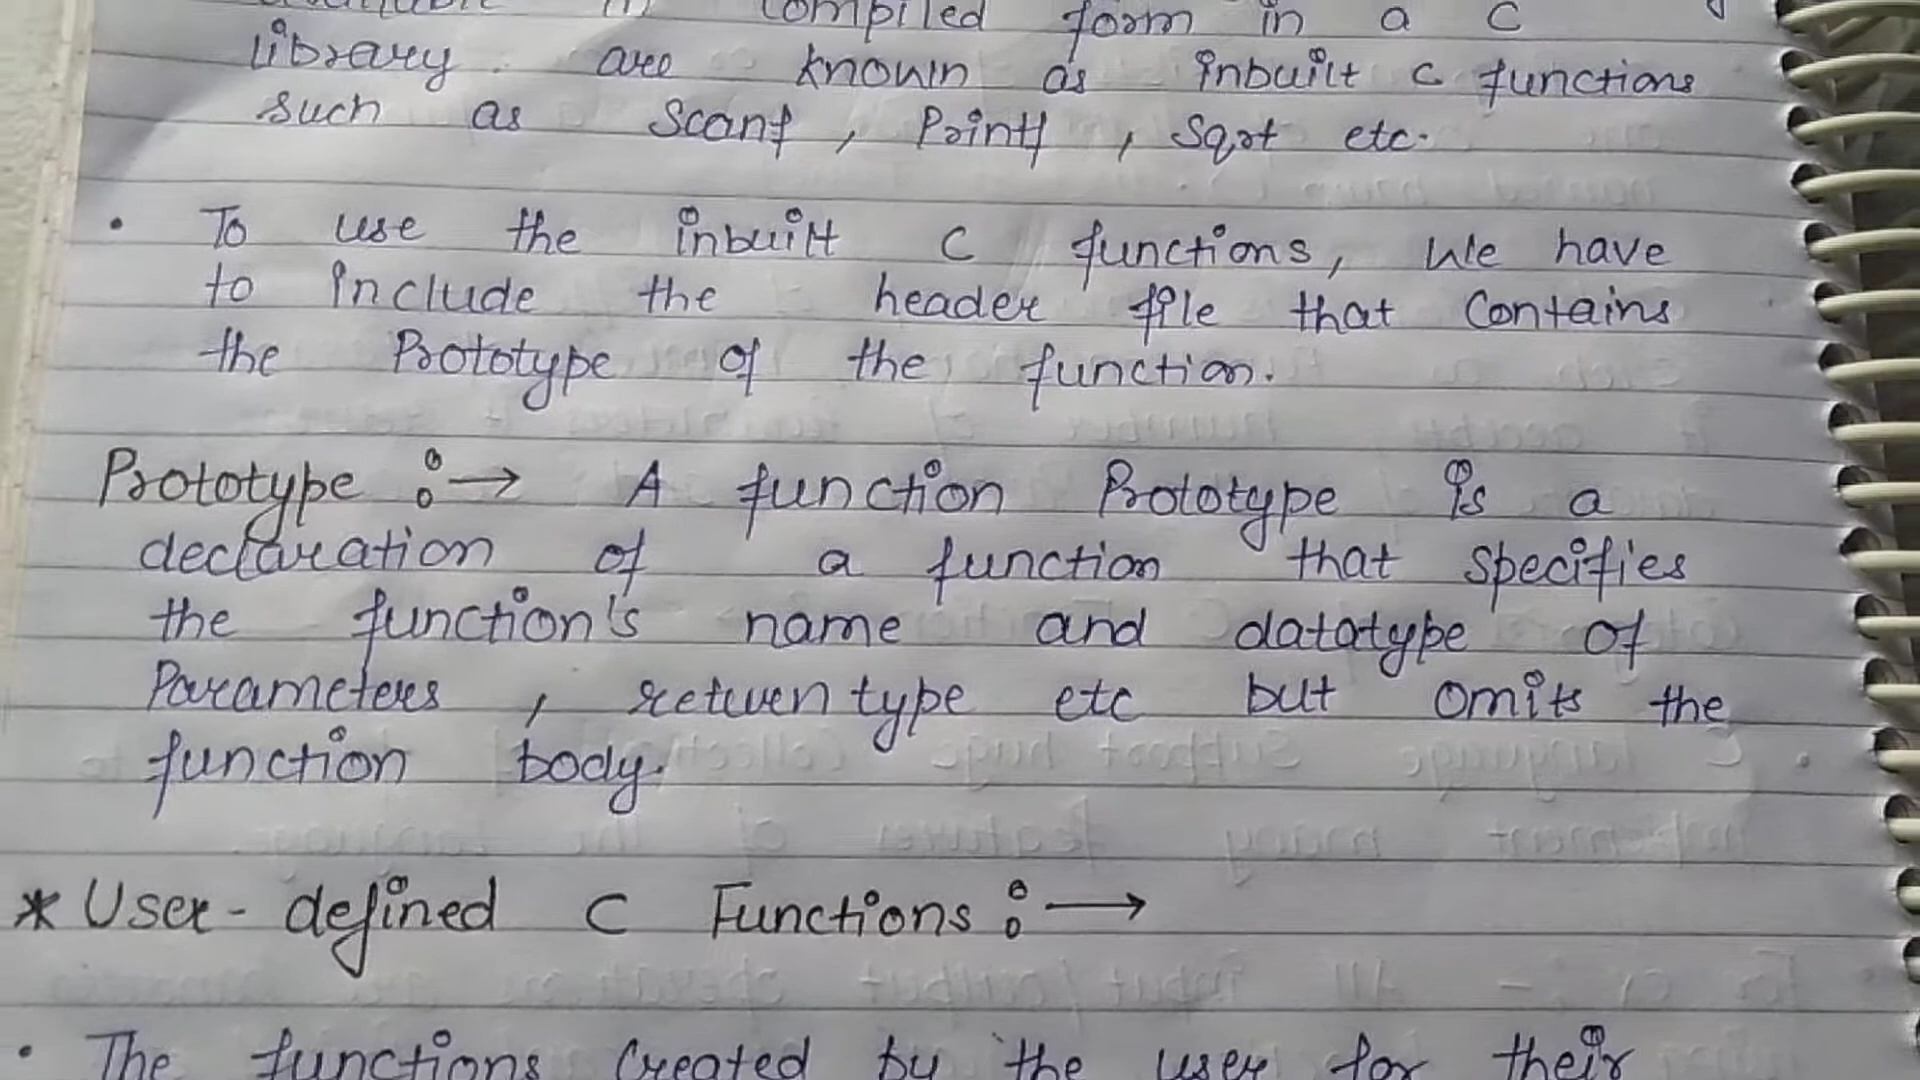 compiled form in a C
library are known as inbuilt C functions
such as Scanf, Printf, Sqrt etc.
• To use the inbuilt C functions, we have
to include the header file that Contains
the Prototype of the function.
Prototype :→ A function Prototype is a
declaration of a function that specifies
the function's name and datatype of
Parameters, return type etc but omits the
function body.
* User-defined C Functions :→
• The functions Created by the user for their